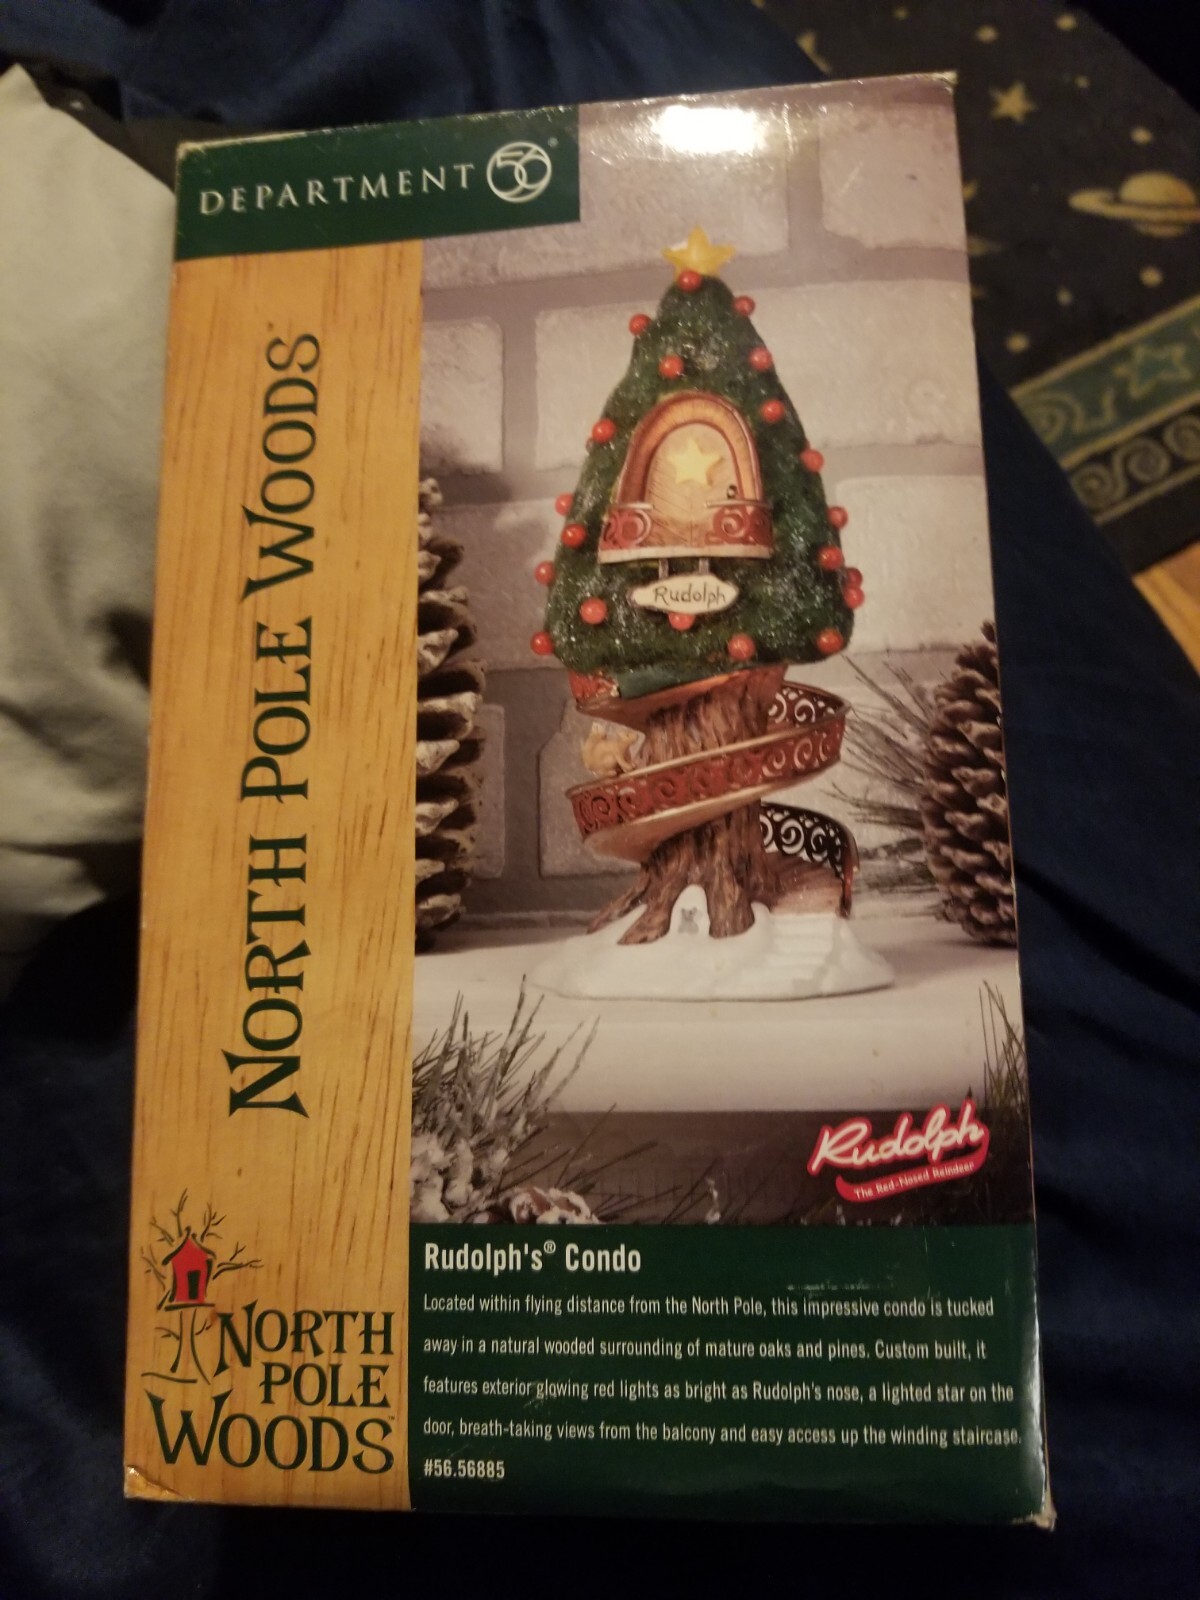 DEPARTMENT 56®
NORTH POLE WOODS™
Rudolph
Rudolph
The Red-Nosed Reindeer
NORTH
POLE
WOODS™
Rudolph's® Condo
Located within flying distance from the North Pole, this impressive condo is tucked
away in a natural wooded surrounding of mature oaks and pines. Custom built, it
features exterior glowing red lights as bright as Rudolph's nose, a lighted star on the
door, breath-taking views from the balcony and easy access up the winding staircase.
#56.56885